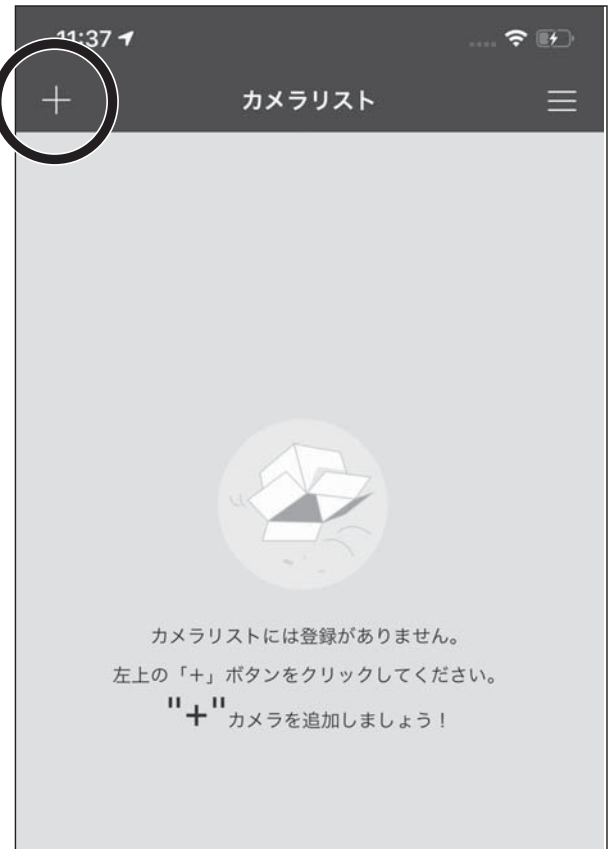 11:37
+ カメラリスト
カメラリストには登録がありません。
左上の「+」ボタンをクリックしてください。
"+"カメラを追加しましょう！